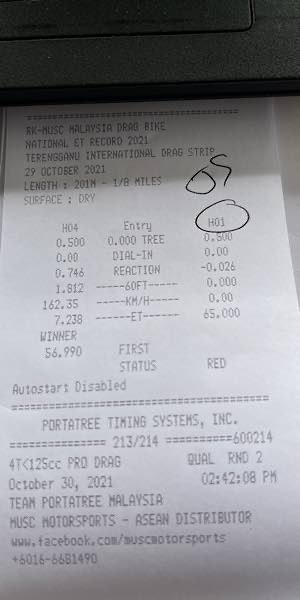 RK-MUSC MALAYSIA DRAG BIKE
NATIONAL ET RECORD 2021
TERENGGANU INTERNATIONAL DRAG STRIP
29 OCTOBER 2021
LENGTH : 201M - 1/8 MILES
SURFACE : DRY
H04 Entry H01
0.500 0.000 TREE 0.500
0.00 DIAL-IN 0.00
0.746 REACTION -0.026
1.812 -----60FT----- 0.000
162.35 -----KM/H----- 0.00
7.238 ------ET------ 65.000
WINNER
56.990 FIRST
STATUS RED
Autostart Disabled
PORTATREE TIMING SYSTEMS, INC.
=============== 213/214 ==========600214
4T<125cc PRO DRAG QUAL RND 2
October 30, 2021 02:42:08 PM
TEAM PORTATREE MALAYSIA
MUSC MOTORSPORTS - ASEAN DISTRIBUTOR
www.facebook.com/muscmotorsports
+6016-6681490